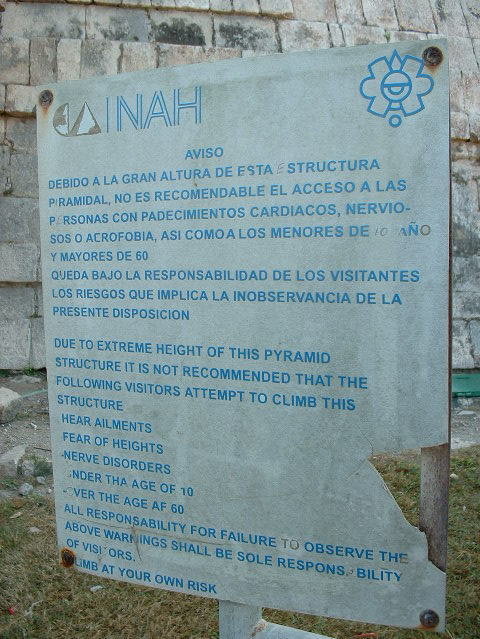 INAH
AVISO
DEBIDO A LA GRAN ALTURA DE ESTA ESTRUCTURA
PIRAMIDAL, NO ES RECOMENDABLE EL ACCESO A LAS
PERSONAS CON PADECIMIENTOS CARDIACOS, NERVIO-
SOS O ACROFOBIA, ASI COMO A LOS MENORES DE 10 AÑO
Y MAYORES DE 60
QUEDA BAJO LA RESPONSABILIDAD DE LOS VISITANTES
LOS RIESGOS QUE IMPLICA LA INOBSERVANCIA DE LA
PRESENTE DISPOSICION
DUE TO EXTREME HEIGHT OF THIS PYRAMID
STRUCTURE IT IS NOT RECOMMENDED THAT THE
FOLLOWING VISITORS ATTEMPT TO CLIMB THIS
STRUCTURE
HEAR AILMENTS
FEAR OF HEIGHTS
-NERVE DISORDERS
-UNDER THA AGE OF 10
-OVER THE AGE AF 60
ALL RESPONSABILITY FOR FAILURE TO OBSERVE THE
ABOVE WARNINGS SHALL BE SOLE RESPONSABILITY
OF VISITORS.
CLIMB AT YOUR OWN RISK